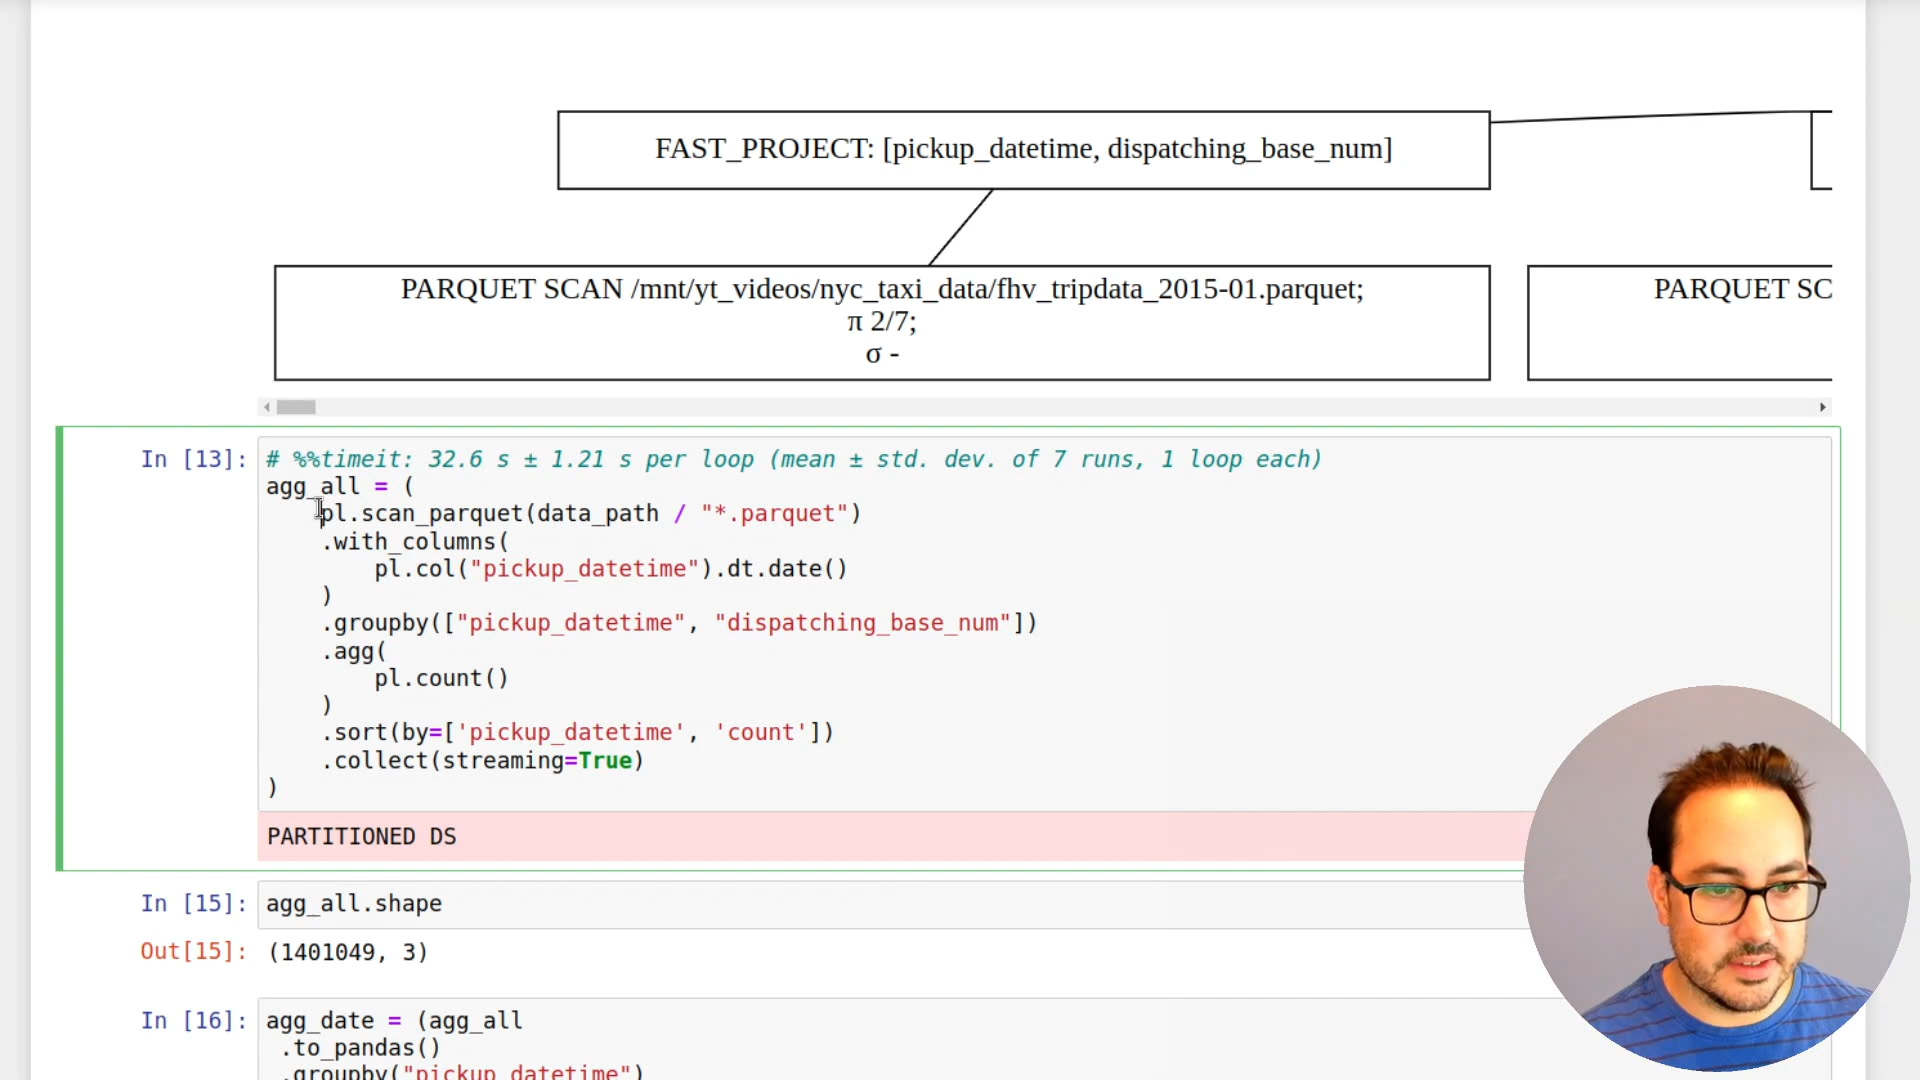 FAST_PROJECT: [pickup_datetime, dispatching_base_num]
PARQUET SCAN /mnt/yt_videos/nyc_taxi_data/fhv_tripdata_2015-01.parquet;
π 2/7;
σ -
PARQUET SC
In [13]:
# %%timeit: 32.6 s ± 1.21 s per loop (mean ± std. dev. of 7 runs, 1 loop each)
agg_all = (
    pl.scan_parquet(data_path / "*.parquet")
    .with_columns(
        pl.col("pickup_datetime").dt.date()
    )
    .groupby(["pickup_datetime", "dispatching_base_num"])
    .agg(
        pl.count()
    )
    .sort(by=['pickup_datetime', 'count'])
    .collect(streaming=True)
)
PARTITIONED DS
In [15]:
agg_all.shape
Out[15]:
(1401049, 3)
In [16]:
agg_date = (agg_all
 .to_pandas()
 .groupby("pickup_datetime")